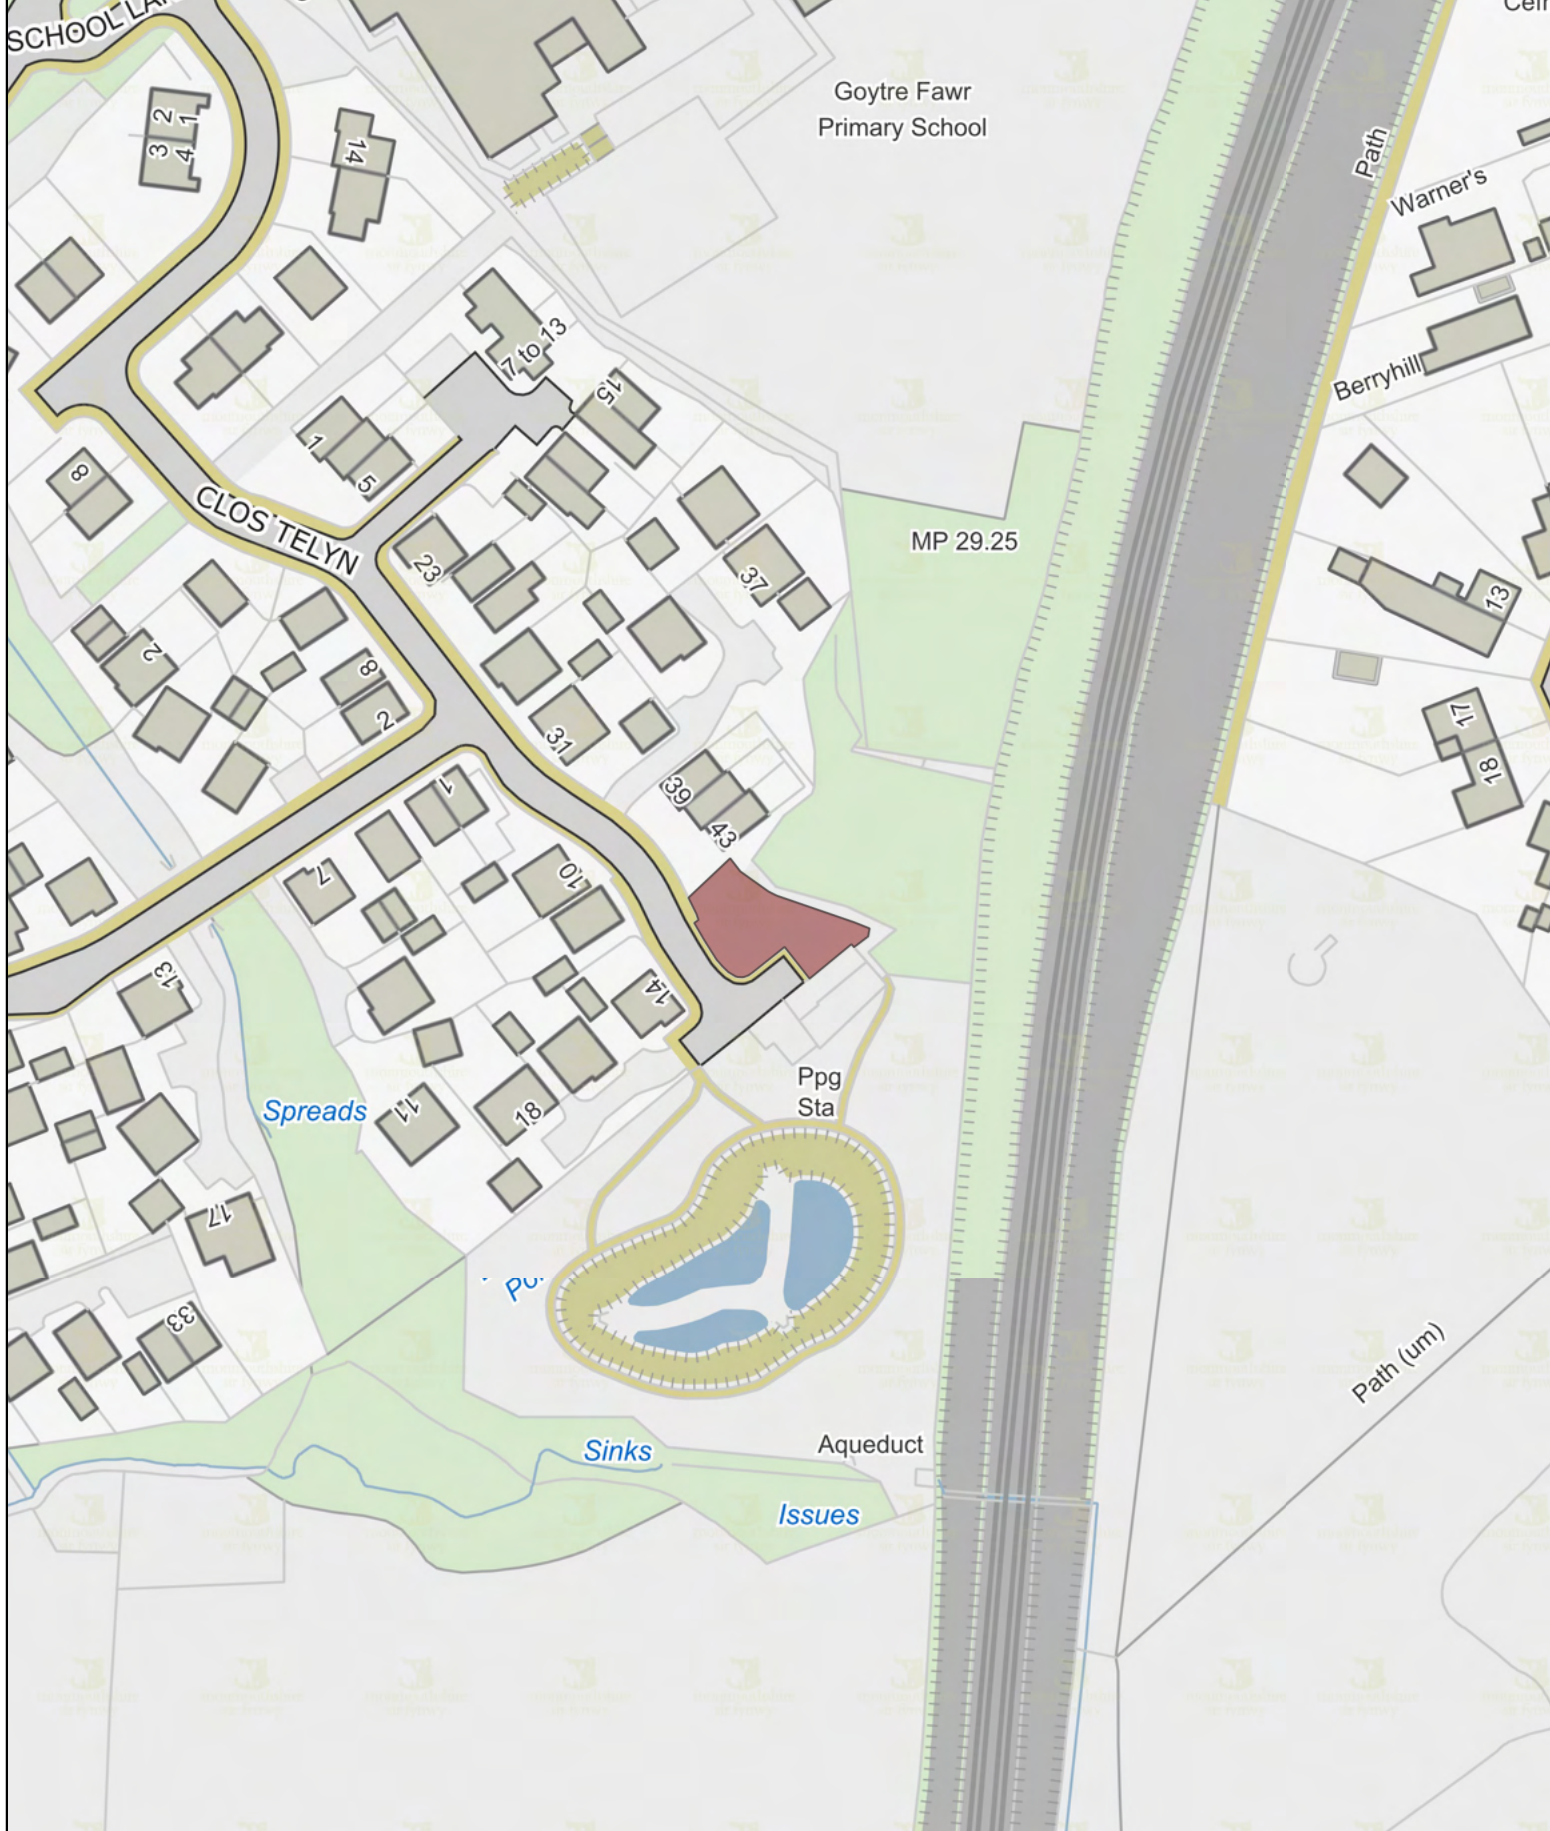 SCHOOL LA
Goytre Fawr
Primary School
Path
Warner's
Berryhill
2
1
3
4
14
7 to 13
15
1
5
8
CLOS TELYN
23
37
MP 29.25
13
2
8
2
31
17
18
39
43
1
7
10
13
14
Ppg
Sta
Spreads
11
18
17
33
Path (um)
Sinks
Aqueduct
Issues